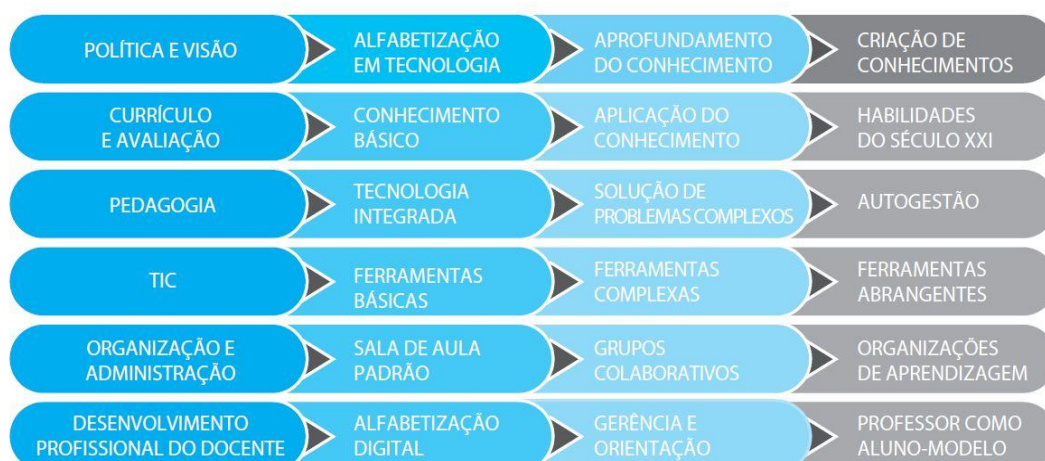 POLÍTICA E VISÃO
ALFABETIZAÇÃO
EM TECNOLOGIA
APROFUNDAMENTO
DO CONHECIMENTO
CRIAÇÃO DE
CONHECIMENTOS
CURRÍCULO
E AVALIAÇÃO
CONHECIMENTO
BÁSICO
APLICAÇÃO DO
CONHECIMENTO
HABILIDADES
DO SÉCULO XXI
PEDAGOGIA
TECNOLOGIA
INTEGRADA
SOLUÇÃO DE
PROBLEMAS COMPLEXOS
AUTOGESTÃO
TIC
FERRAMENTAS
BÁSICAS
FERRAMENTAS
COMPLEXAS
FERRAMENTAS
ABRANGENTES
ORGANIZAÇÃO E
ADMINISTRAÇÃO
SALA DE AULA
PADRÃO
GRUPOS
COLABORATIVOS
ORGANIZAÇÕES
DE APRENDIZAGEM
DESENVOLVIMENTO
PROFISSIONAL DO DOCENTE
ALFABETIZAÇÃO
DIGITAL
GERÊNCIA E
ORIENTAÇÃO
PROFESSOR COMO
ALUNO-MODELO